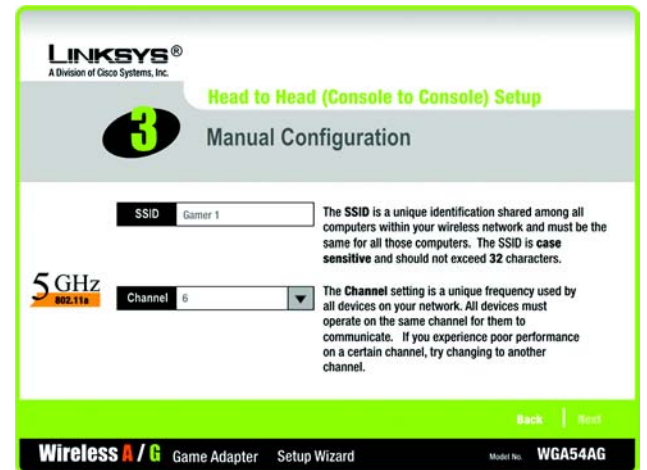 LINKSYS®
A Division of Cisco Systems, Inc.
Head to Head (Console to Console) Setup
3
Manual Configuration
SSID Gamer 1
The SSID is a unique identification shared among all
computers within your wireless network and must be the
same for all those computers. The SSID is case
sensitive and should not exceed 32 characters.
5 GHz
802.11a
Channel 6
The Channel setting is a unique frequency used by
all devices on your network. All devices must
operate on the same channel for them to
communicate. If you experience poor performance
on a certain channel, try changing to another
channel.
Back Next
Wireless A / G Game Adapter Setup Wizard Model No. WGA54AG